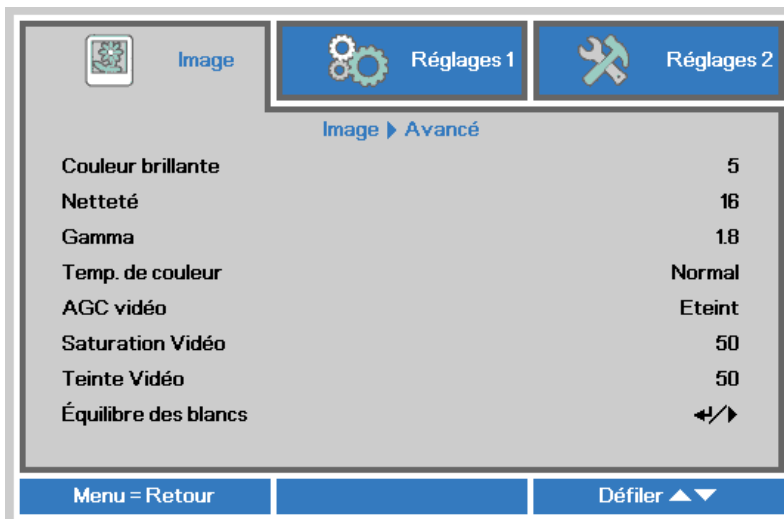 Image Réglages 1 Réglages 2
Image ▶ Avancé
Couleur brillante 5
Netteté 16
Gamma 1.8
Temp. de couleur Normal
AGC vidéo Eteint
Saturation Vidéo 50
Teinte Vidéo 50
Équilibre des blancs ↵/▶
Menu = Retour Défiler ▲▼